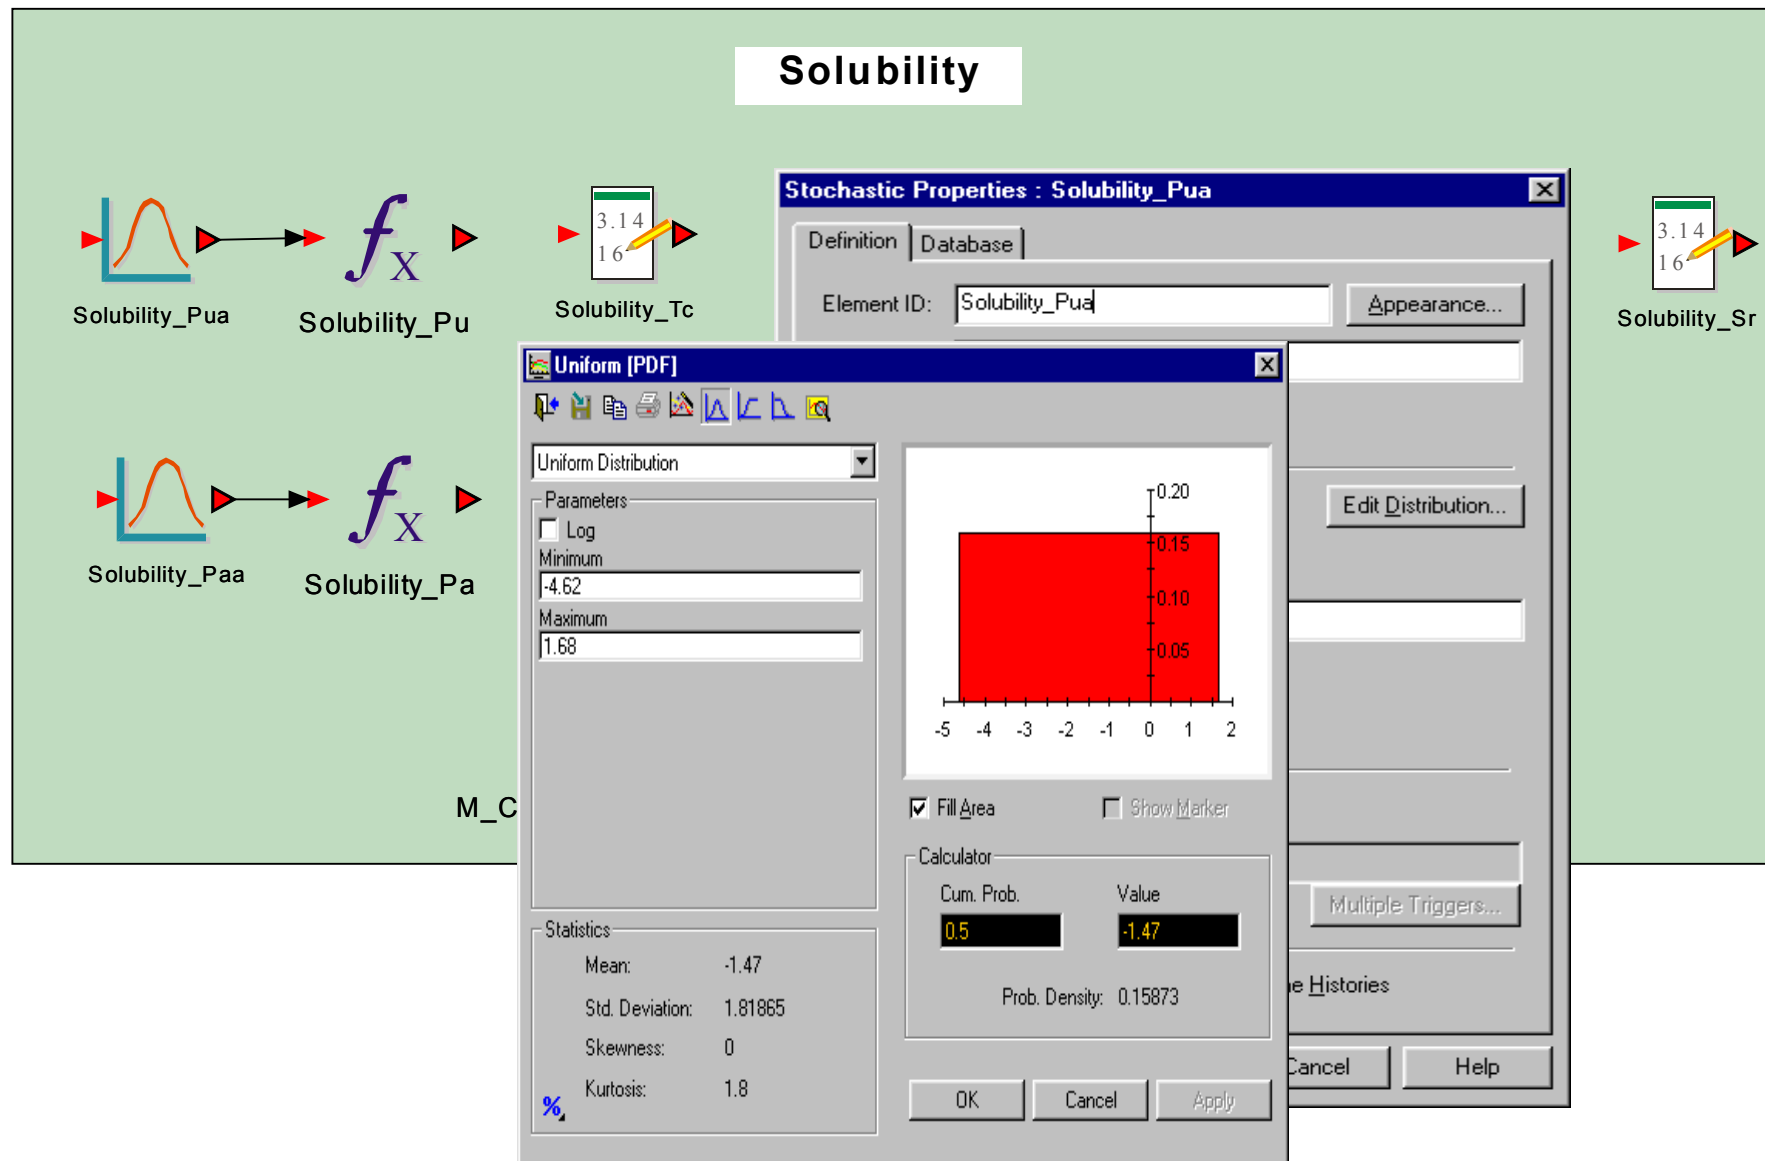 Solubility
Solubility_Pua
Solubility_Pu
3.14
16
Solubility_Tc
3.14
16
Solubility_Sr
Solubility_Paa
Solubility_Pa
M_C
Stochastic Properties : Solubility_Pua
Definition
Database
Element ID:
Solubility_Pua
Appearance...
Edit Distribution...
Multiple Triggers...
Histories
Cancel
Help
Uniform [PDF]
Uniform Distribution
Parameters
Log
Minimum
-4.62
Maximum
1.68
0.20
0.15
0.10
0.05
-5 -4 -3 -2 -1 0 1 2
Fill Area
Show Marker
Calculator
Cum. Prob. Value
0.5 -1.47
Prob. Density: 0.15873
Statistics
Mean: -1.47
Std. Deviation: 1.81865
Skewness: 0
Kurtosis: 1.8
%
OK
Cancel
Apply